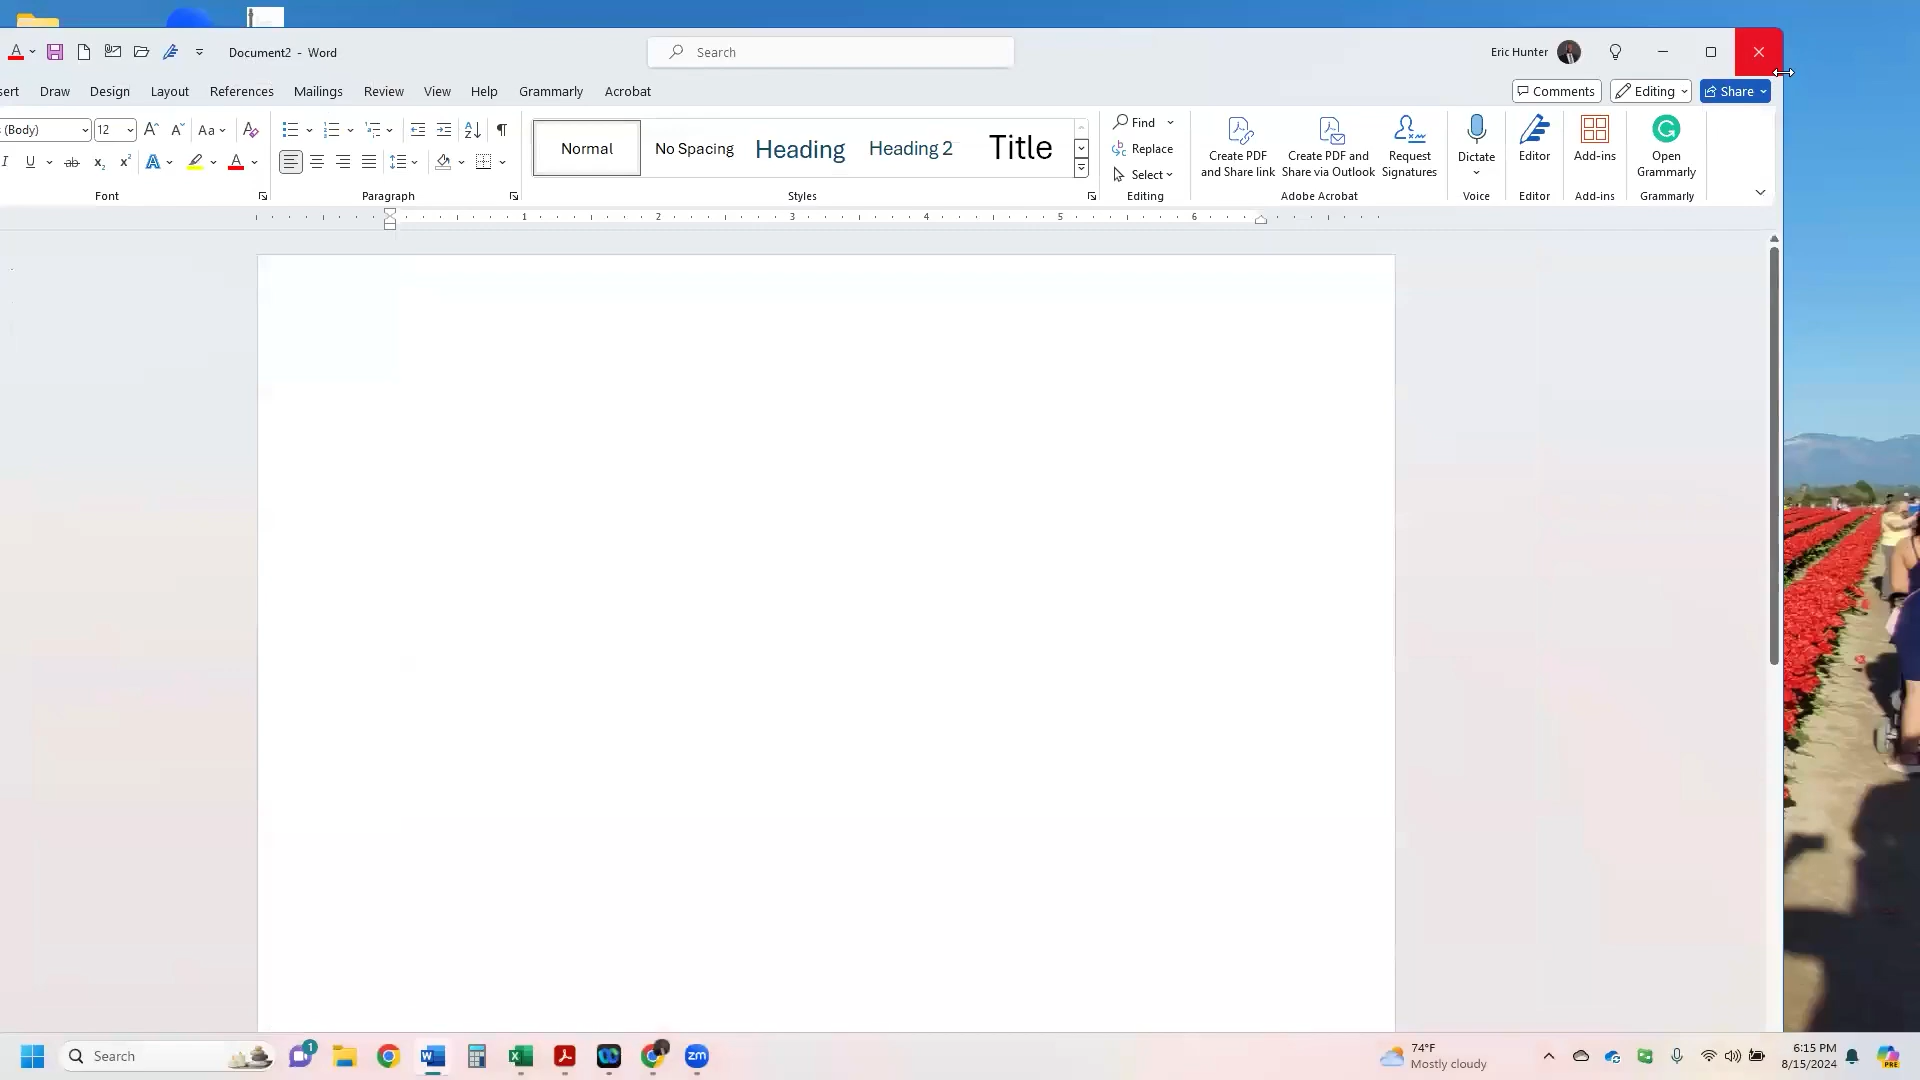 Document2 - Word
Search
Eric Hunter
Draw Design Layout References Mailings Review View Help Grammarly Acrobat
Comments Editing Share
(Body) 12 Aa
Normal No Spacing Heading Heading 2 Title
Find
Replace
Select
Create PDF
and Share link
Create PDF and
Share via Outlook
Request
Signatures
Dictate
Editor
Add-ins
Open
Grammarly
Font Paragraph Styles Editing Adobe Acrobat Voice Editor Add-ins Grammarly
1 2 3 4 5 6
Search
1
zm
74°F
Mostly cloudy
6:15 PM
8/15/2024
PRE